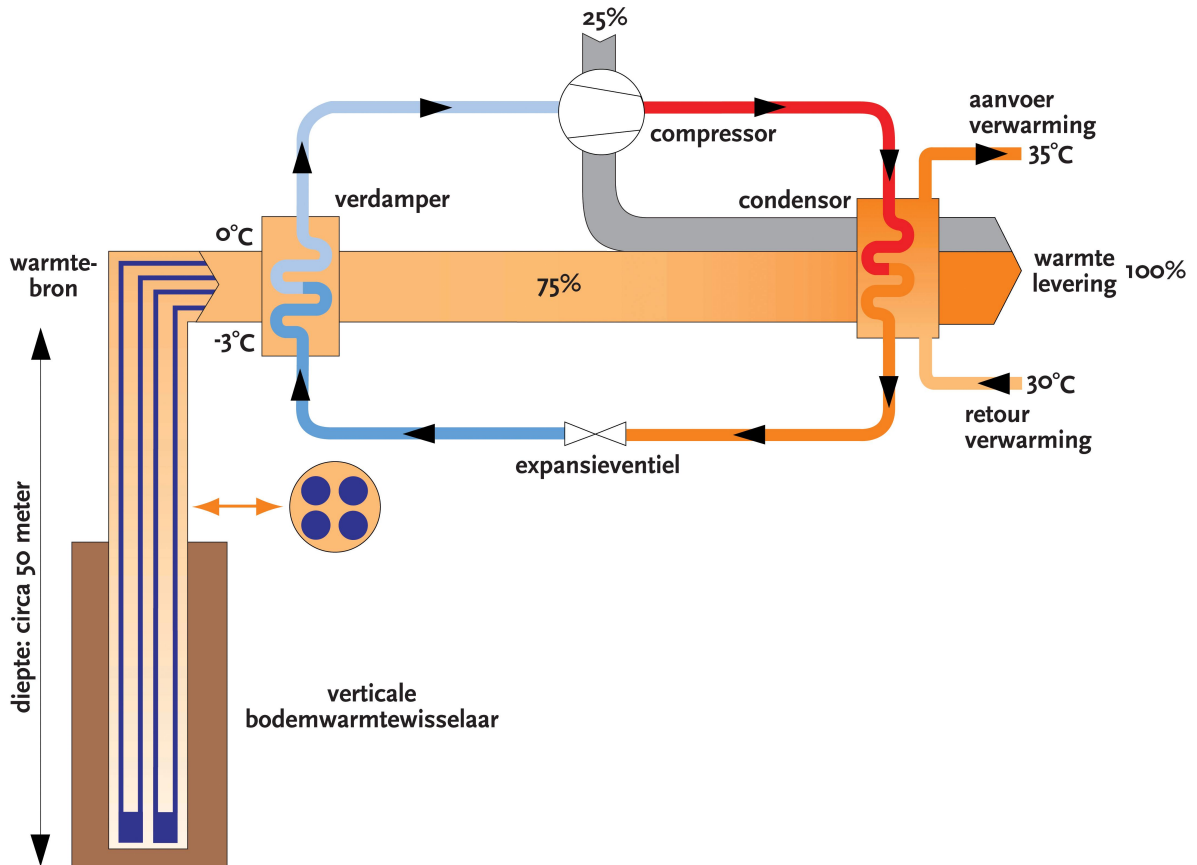 25%
compressor
aanvoer
verwarming
35°C
verdamper
condensor
0°C
warmte-
bron
75%
warmte
levering
100%
-3°C
30°C
retour
verwarming
expansieventiel
diepte: circa 50 meter
verticale
bodemwarmtewisselaar